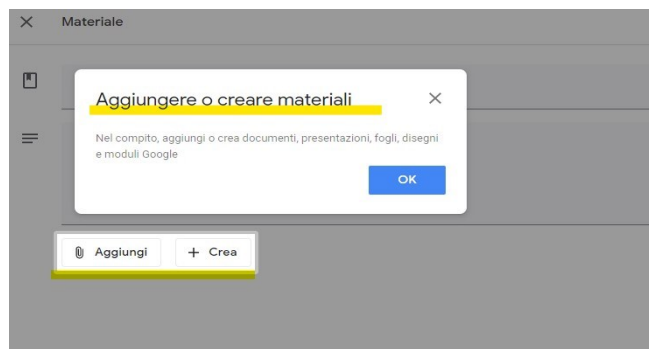 Materiale
Aggiungere o creare materiali
Nel compito, aggiungi o crea documenti, presentazioni, fogli, disegni
e moduli Google
OK
Aggiungi + Crea